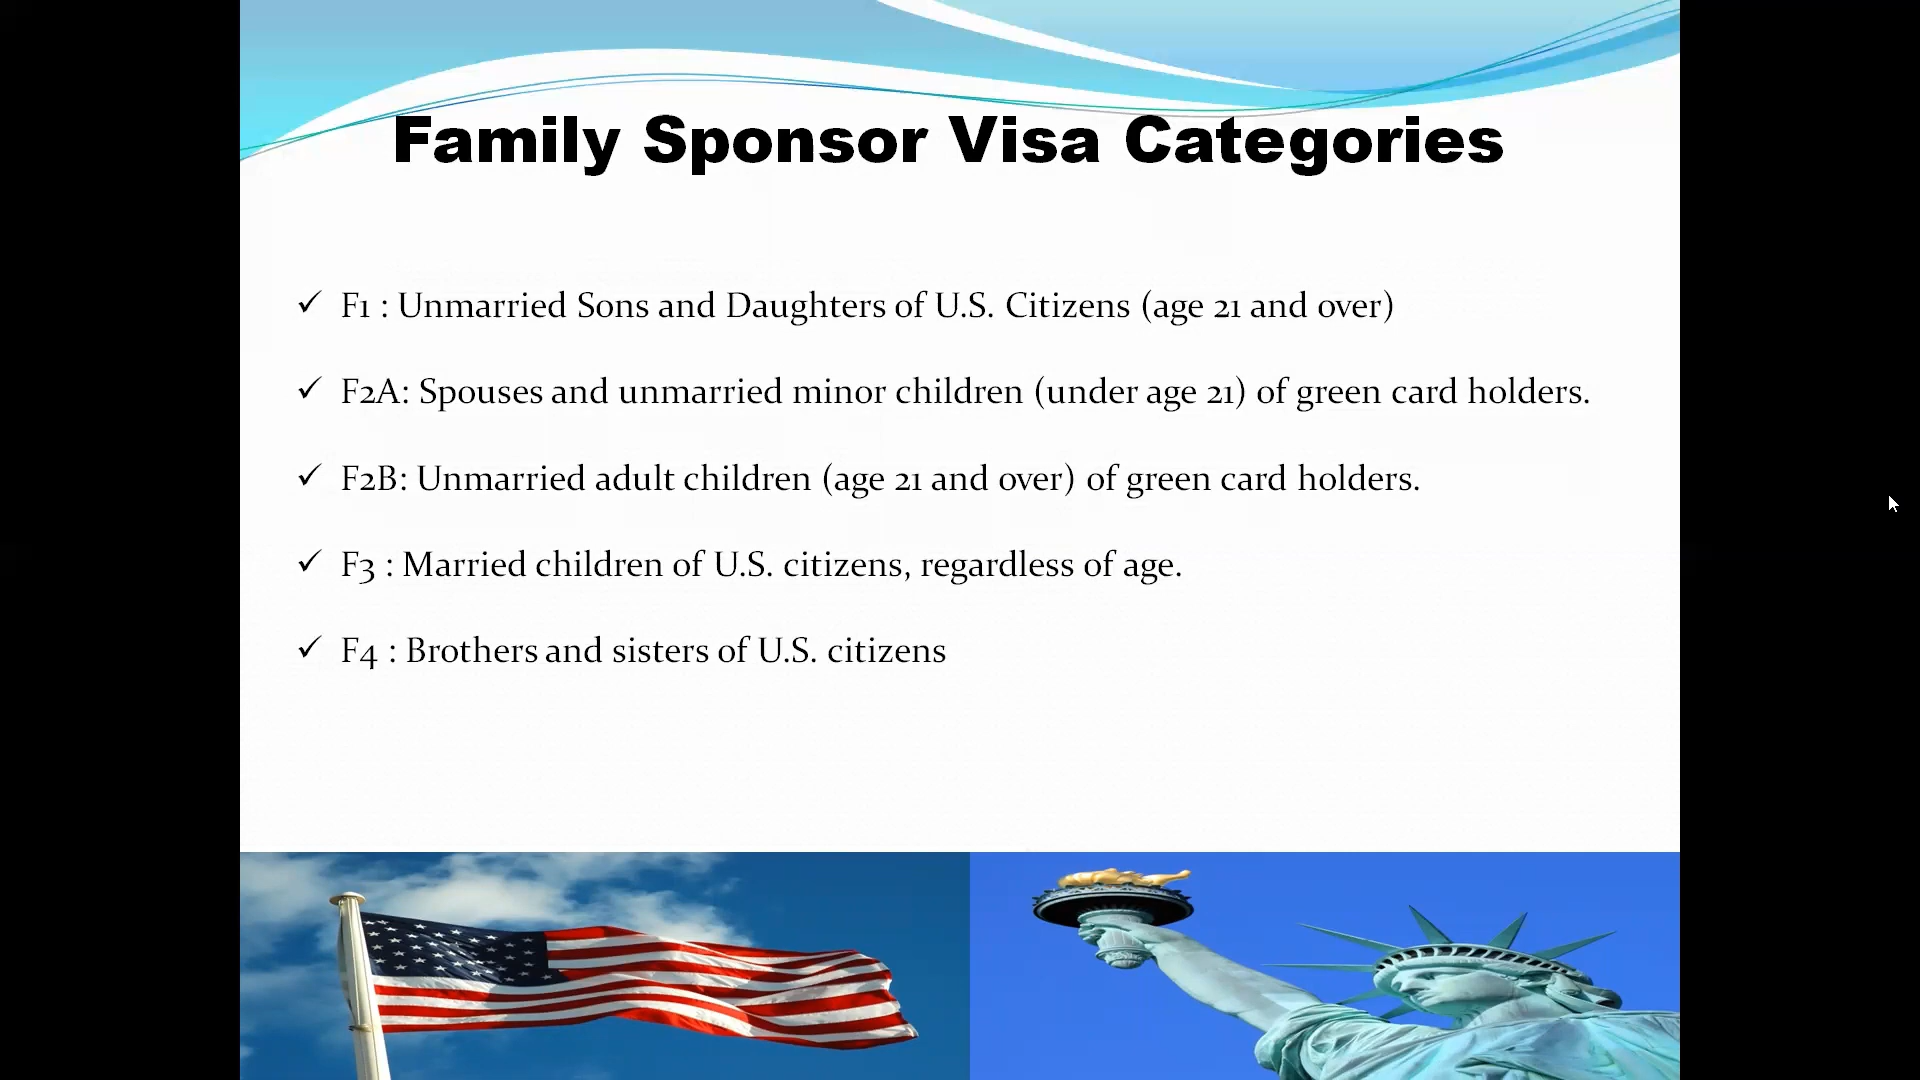 Family Sponsor Visa Categories
✓ F1 : Unmarried Sons and Daughters of U.S. Citizens (age 21 and over)
✓ F2A: Spouses and unmarried minor children (under age 21) of green card holders.
✓ F2B: Unmarried adult children (age 21 and over) of green card holders.
✓ F3 : Married children of U.S. citizens, regardless of age.
✓ F4 : Brothers and sisters of U.S. citizens